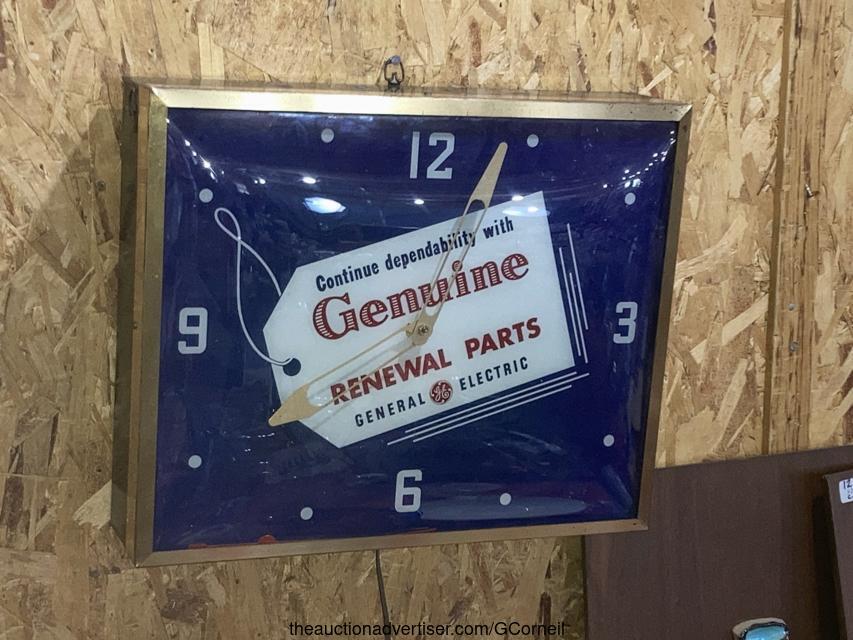 12
Continue dependability with
Genuine
9
3
RENEWAL PARTS
GENERAL GE ELECTRIC
6
theauctionadvertiser.com/GCorneil